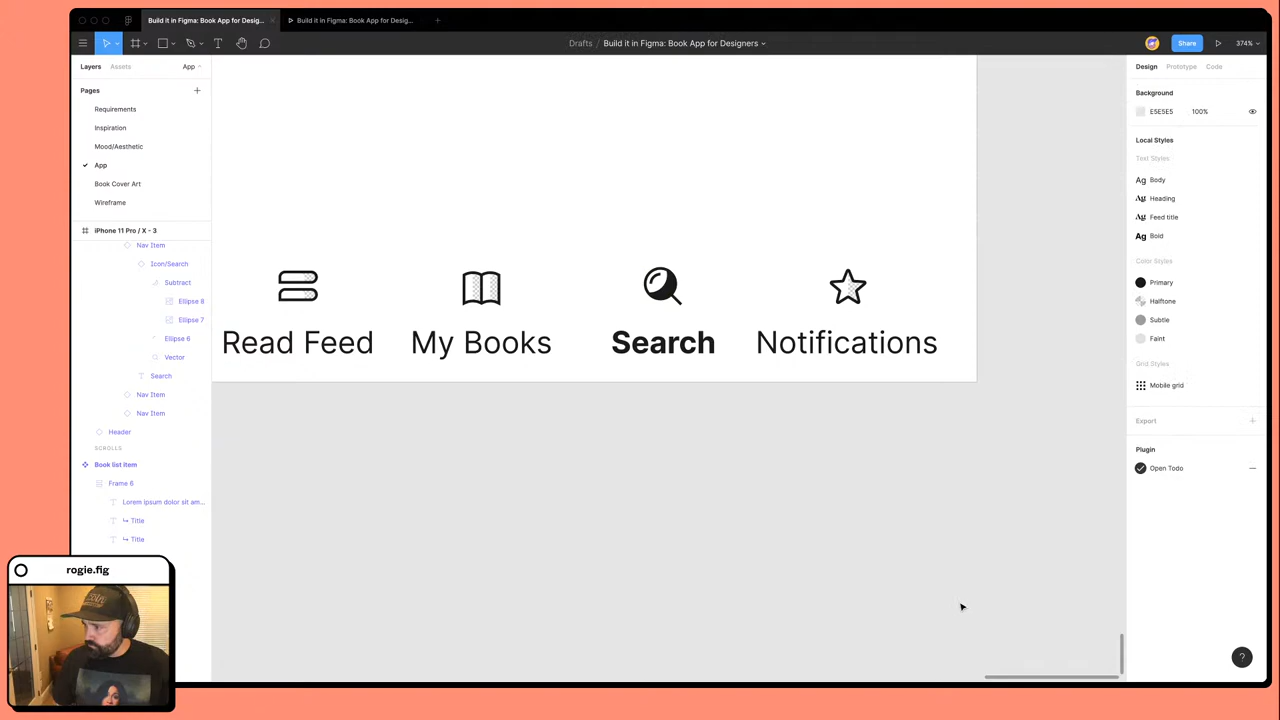 Build it in Figma: Book App for Desig...
Build it in Figma: Book App for Desig...
Drafts / Build it in Figma: Book App for Designers
Share
374%
Layers
Assets
App
Pages
Requirements
Inspiration
Mood/Aesthetic
App
Book Cover Art
Wireframe
iPhone 11 Pro / X - 3
Nav Item
Icon/Search
Subtract
Ellipse 8
Ellipse 7
Ellipse 6
Vector
Search
Nav Item
Nav Item
Header
SCROLLS
Book list item
Frame 6
Lorem ipsum dolor sit am...
Title
Title
Read Feed
My Books
Search
Notifications
Design
Prototype
Code
Background
E5E5E5
100%
Local Styles
Text Styles
Ag Body
Ag Heading
Ag Feed title
Ag Bold
Color Styles
Primary
Halftone
Subtle
Faint
Grid Styles
Mobile grid
Export
Plugin
Open Todo
?
rogie.fig